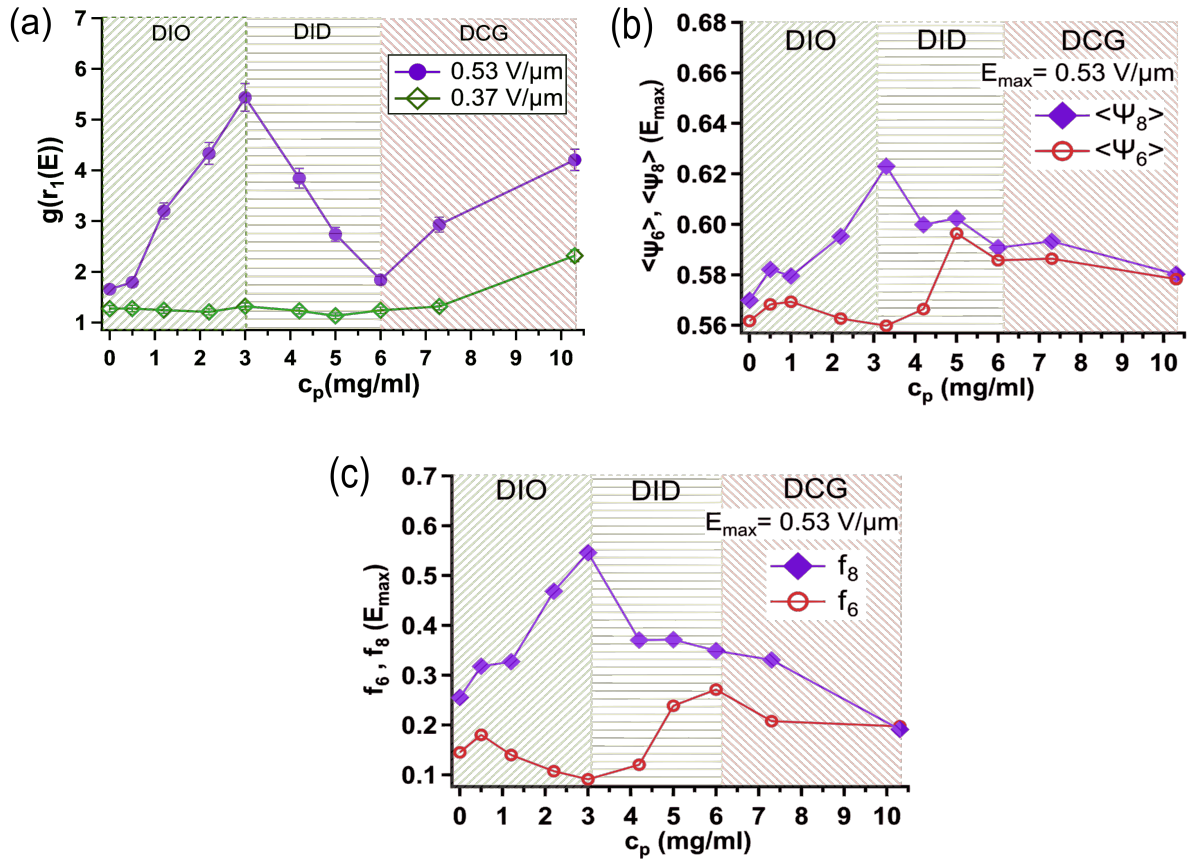 (a)
7
6
5
4
3
2
1
g(r₁(E))
DIO DID DCG
0.53 V/µm
0.37 V/µm
0 1 2 3 4 5 6 7 8 9 10
cₚ(mg/ml)
(b)
0.68
0.66
0.64
0.62
0.60
0.58
0.56
<Ψ₆>, <Ψ₈> (Eₘₐₓ)
DIO DID DCG
Eₘₐₓ= 0.53 V/µm
<Ψ₈>
<Ψ₆>
0 1 2 3 4 5 6 7 8 9 10
cₚ (mg/ml)
(c)
0.7
0.6
0.5
0.4
0.3
0.2
0.1
f₆ , f₈ (Eₘₐₓ)
DIO DID DCG
Eₘₐₓ= 0.53 V/µm
f₈
f₆
0 1 2 3 4 5 6 7 8 9 10
cₚ (mg/ml)